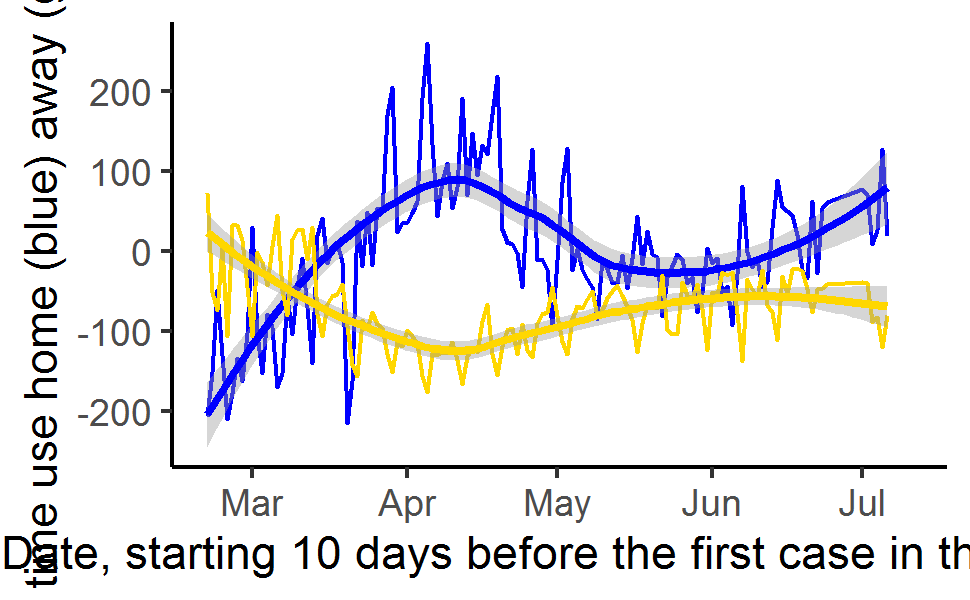 time use home (blue) away (
200
100
0
-100
-200
Mar Apr May Jun Jul
Date, starting 10 days before the first case in th